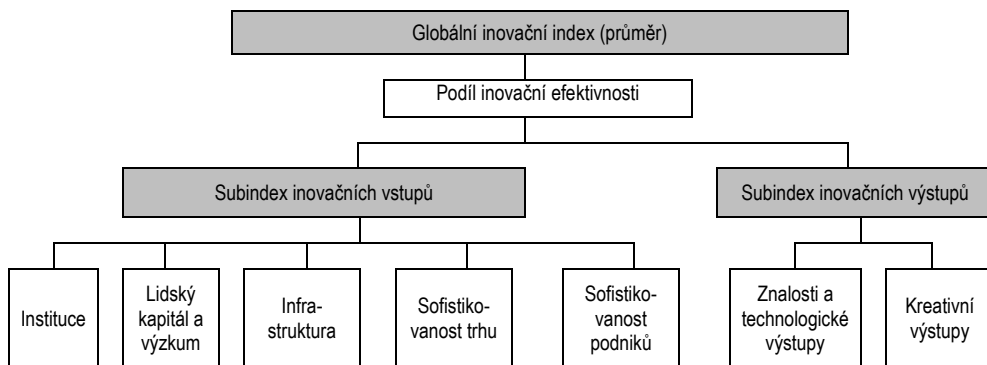 Globální inovační index (průměr)
Podíl inovační efektivnosti
Subindex inovačních vstupů
Subindex inovačních výstupů
Instituce
Lidský
kapitál a
výzkum
Infra-
struktura
Sofistiko-
vanost trhu
Sofistiko-
vanost
podniků
Znalosti a
technologické
výstupy
Kreativní
výstupy